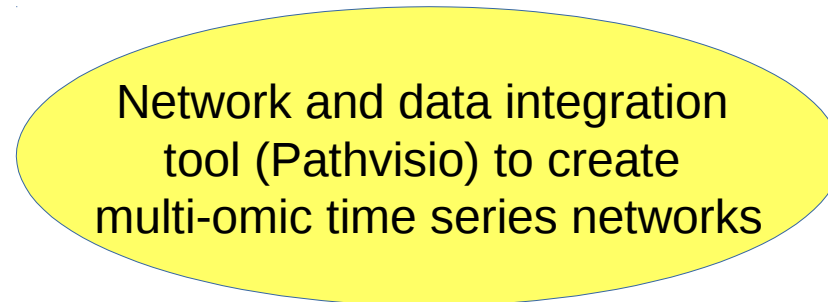 Network and data integration
tool (Pathvisio) to create
multi-omic time series networks